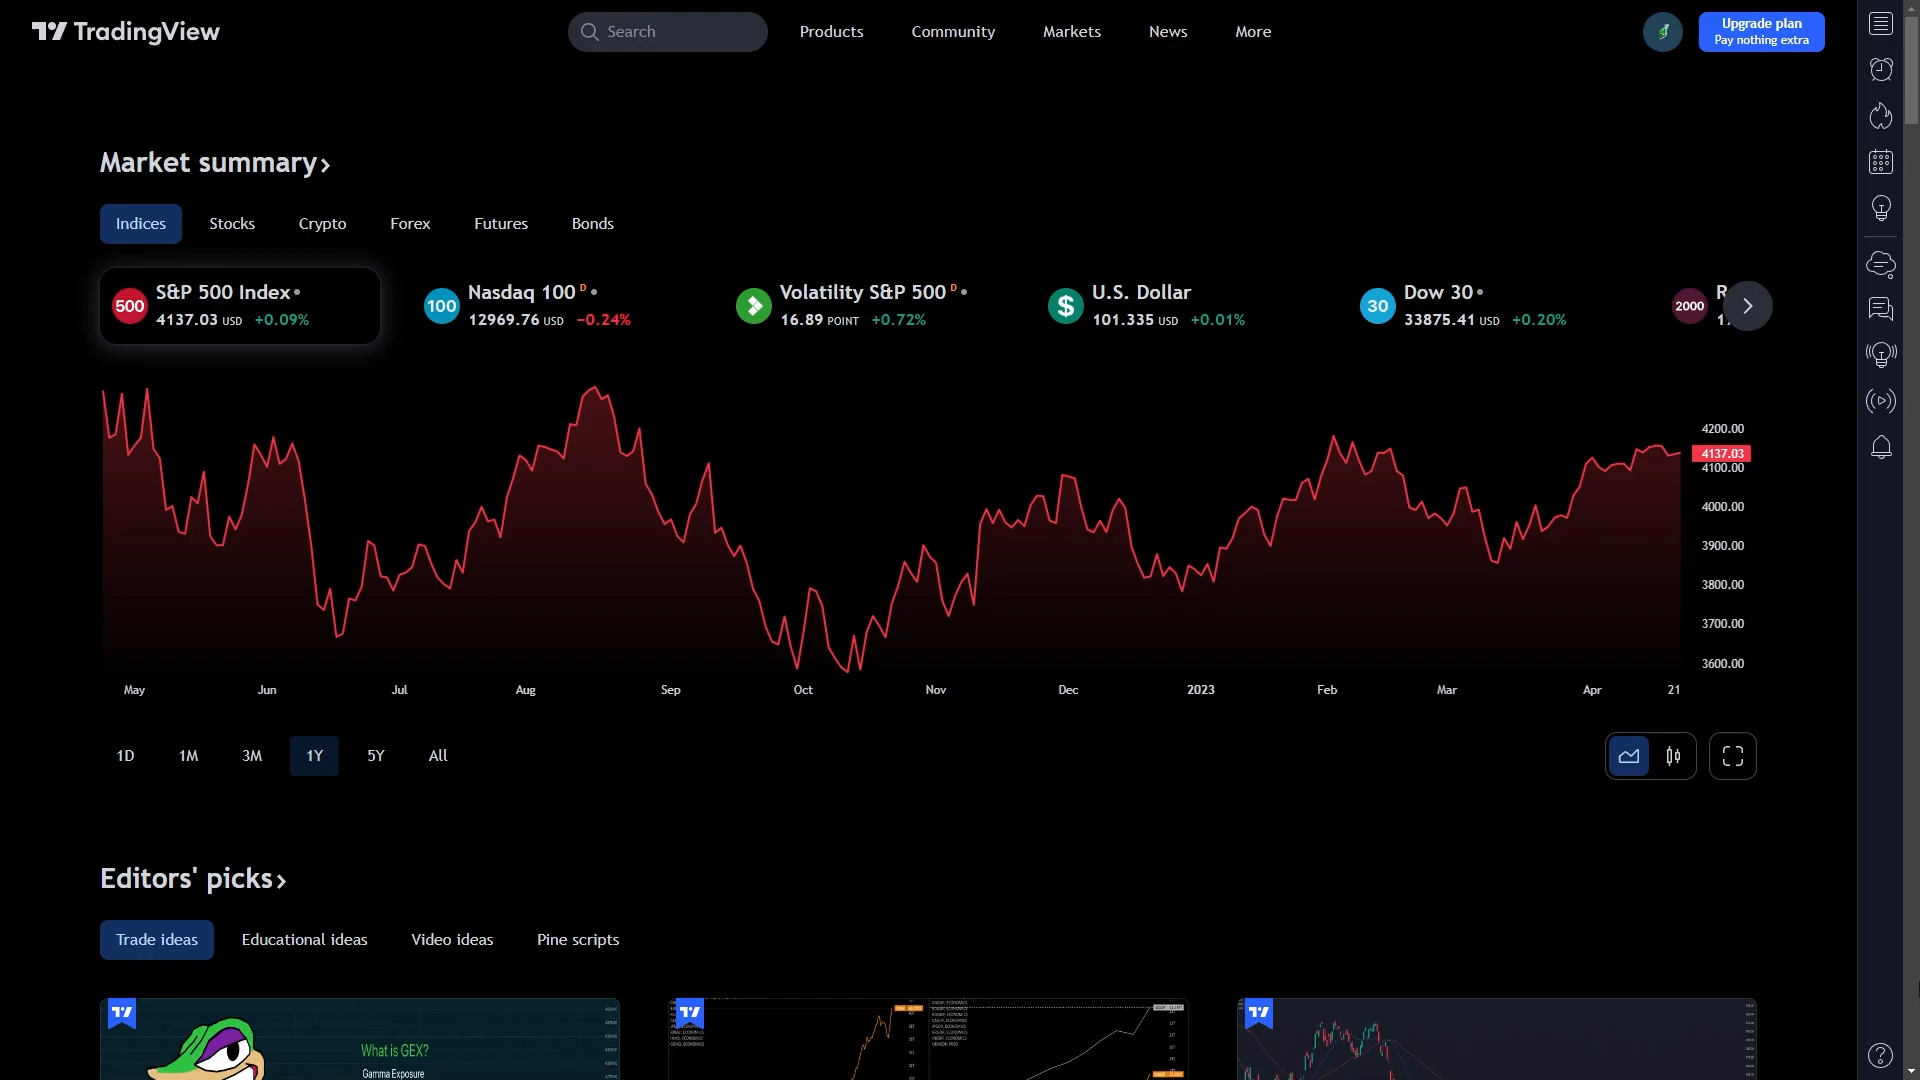 TradingView
Search
Products
Community
Markets
News
More
Upgrade plan
Pay nothing extra
Market summary
Indices
Stocks
Crypto
Forex
Futures
Bonds
500
S&P 500 Index
4137.03 USD +0.09%
100
Nasdaq 100 D
12969.76 USD −0.24%
Volatility S&P 500 D
16.89 POINT +0.72%
$
U.S. Dollar
101.335 USD +0.01%
30
Dow 30
33875.41 USD +0.20%
2000
R
4200.00
4137.03
4100.00
4000.00
3900.00
3800.00
3700.00
3600.00
May
Jun
Jul
Aug
Sep
Oct
Nov
Dec
2023
Feb
Mar
Apr
21
1D
1M
3M
1Y
5Y
All
Editors' picks
Trade ideas
Educational ideas
Video ideas
Pine scripts
What is GEX?
Gamma Exposure